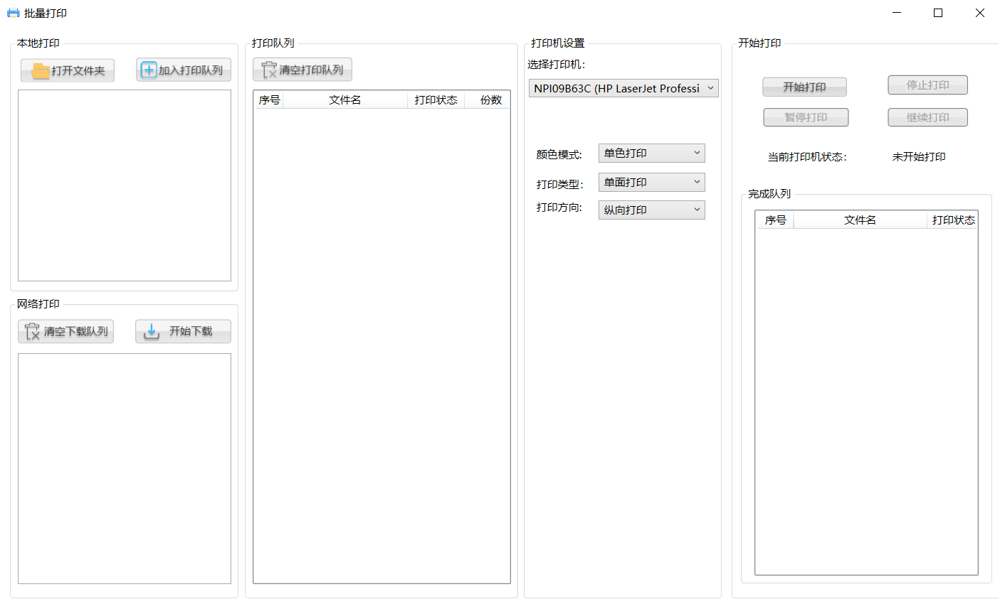 批量打印
本地打印
打开文件夹
加入打印队列
网络打印
清空下载队列
开始下载
打印队列
清空打印队列
序号 文件名 打印状态 份数
打印机设置
选择打印机:
NPI09B63C (HP LaserJet Professi
颜色模式: 单色打印
打印类型: 单面打印
打印方向: 纵向打印
开始打印
开始打印 停止打印
暂停打印 继续打印
当前打印机状态: 未开始打印
完成队列
序号 文件名 打印状态